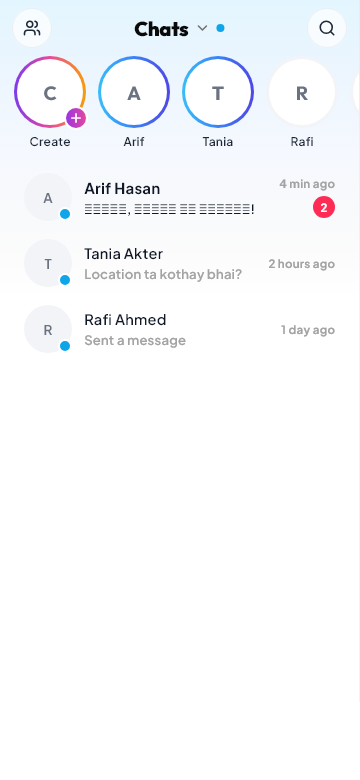 Chats
C
A
T
R
Create
Arif
Tania
Rafi
A
Arif Hasan
4 min ago
2
T
Tania Akter
Location ta kothay bhai?
2 hours ago
R
Rafi Ahmed
Sent a message
1 day ago